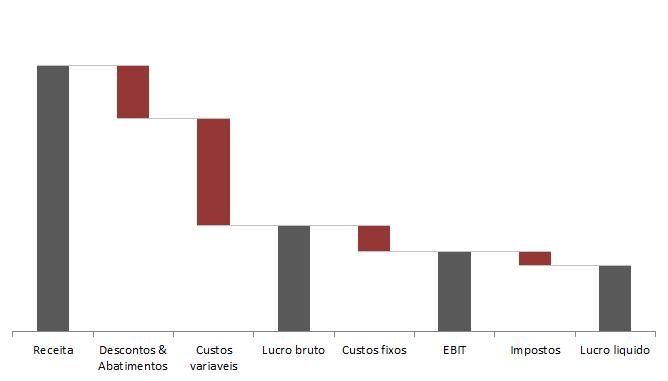 Receita
Descontos &
Abatimentos
Custos
variaveis
Lucro bruto
Custos fixos
EBIT
Impostos
Lucro liquido